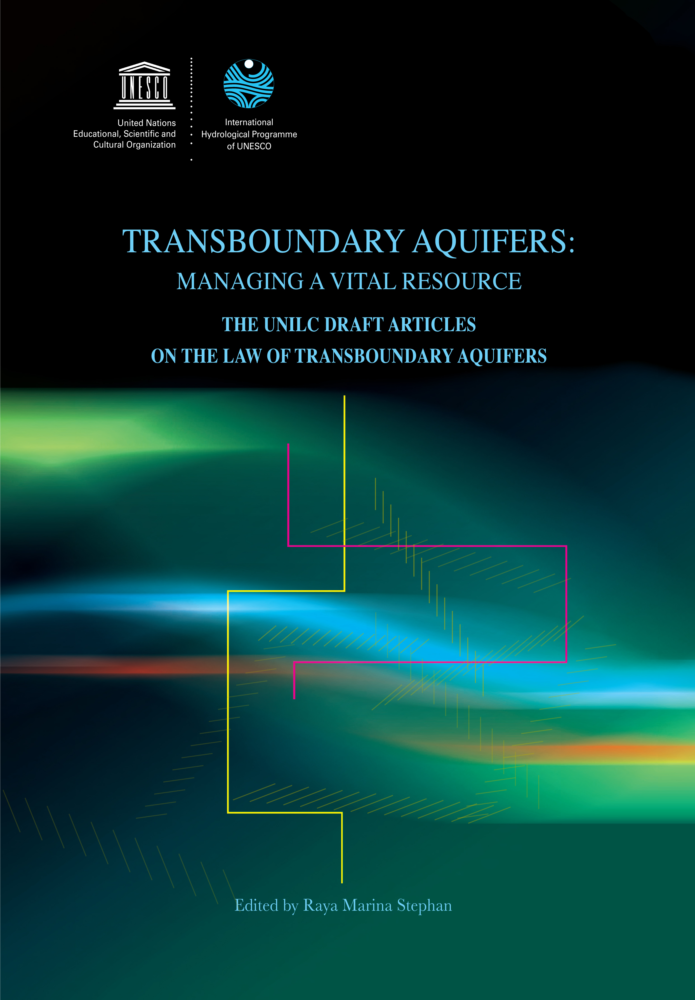 UNESCO
United Nations
Educational, Scientific and
Cultural Organization
International
Hydrological Programme
of UNESCO
TRANSBOUNDARY AQUIFERS:
MANAGING A VITAL RESOURCE
THE UNILC DRAFT ARTICLES
ON THE LAW OF TRANSBOUNDARY AQUIFERS
Edited by Raya Marina Stephan